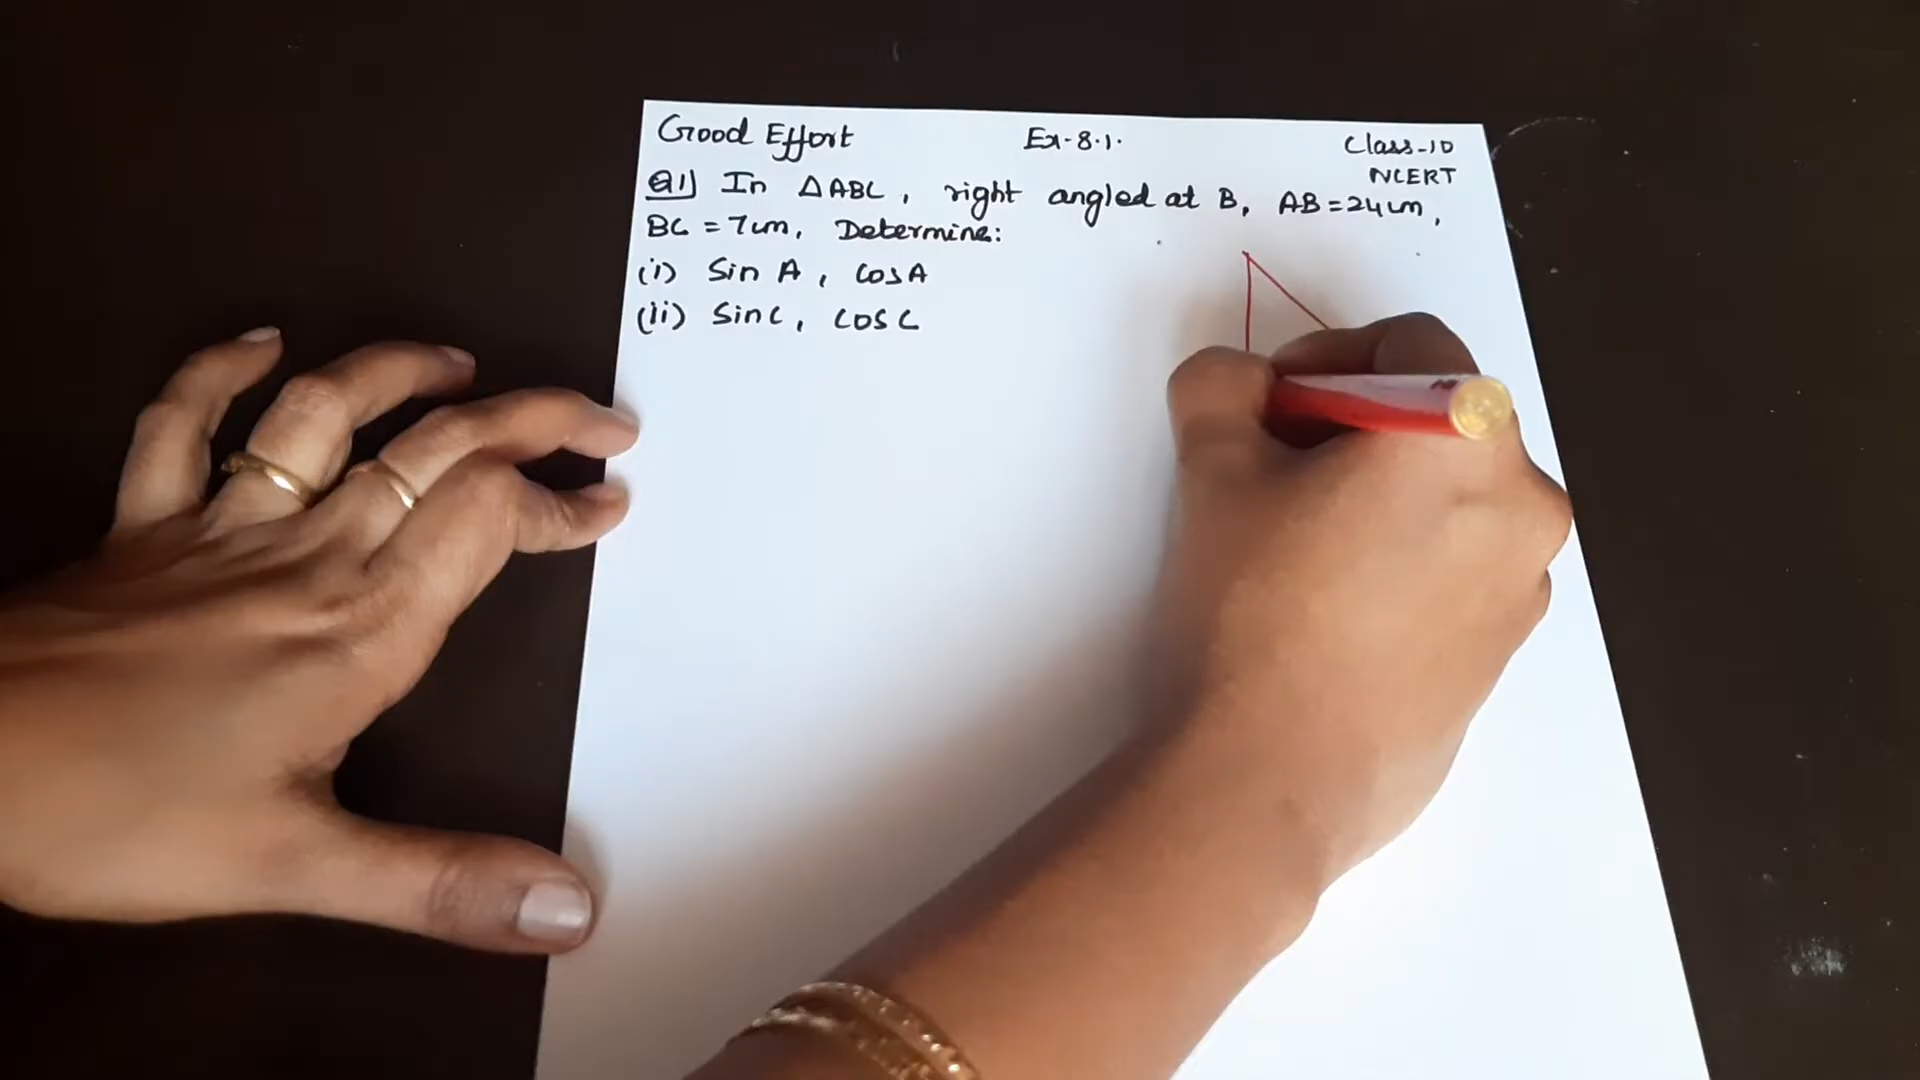 Good Effort Ex-8.1. Class-10
NCERT
Q1) In △ABC, right angled at B, AB=24cm,
BC=7cm, Determine:
(i) Sin A, cosA
(ii) Sinc, cosc